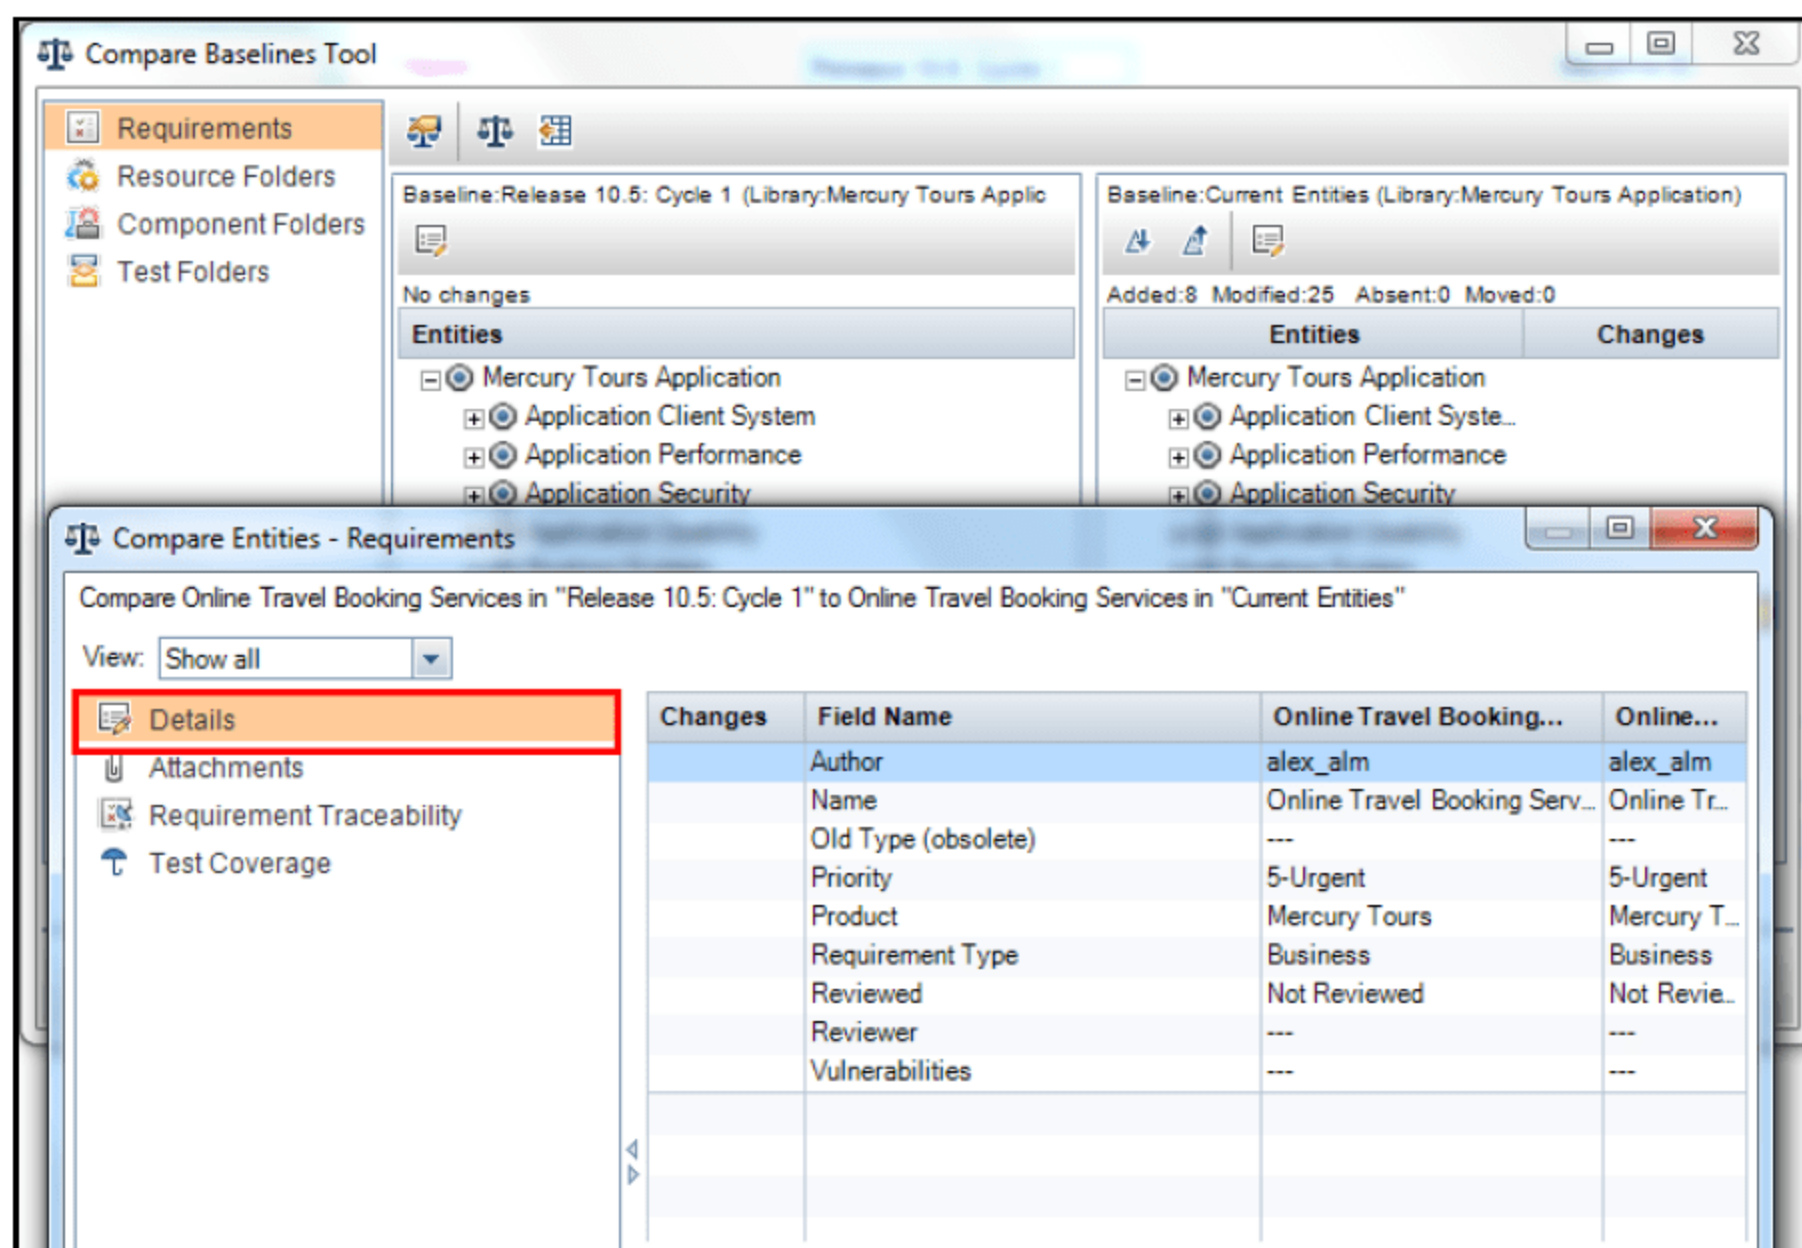 Compare Baselines Tool
Requirements
Resource Folders
Component Folders
Test Folders
Baseline:Release 10.5: Cycle 1 (Library:Mercury Tours Applic
No changes
Entities
Mercury Tours Application
Application Client System
Application Performance
Application Security
Baseline:Current Entities (Library:Mercury Tours Application)
Added:8 Modified:25 Absent:0 Moved:0
Entities Changes
Mercury Tours Application
Application Client Syste...
Application Performance
Application Security
Compare Entities - Requirements
Compare Online Travel Booking Services in "Release 10.5: Cycle 1" to Online Travel Booking Services in "Current Entities"
View: Show all
Details
Attachments
Requirement Traceability
Test Coverage
Changes Field Name Online Travel Booking... Online...
Author alex_alm alex_alm
Name Online Travel Booking Serv... Online Tr...
Old Type (obsolete) --- ---
Priority 5-Urgent 5-Urgent
Product Mercury Tours Mercury T...
Requirement Type Business Business
Reviewed Not Reviewed Not Revie...
Reviewer --- ---
Vulnerabilities --- ---